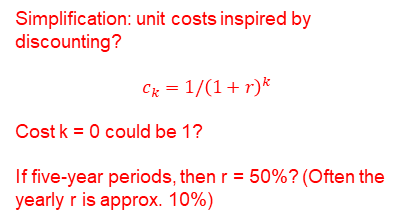 Simplification: unit costs inspired by
discounting?
cₖ = 1/(1 + r)ᵏ
Cost k = 0 could be 1?
If five-year periods, then r = 50%? (Often the
yearly r is approx. 10%)